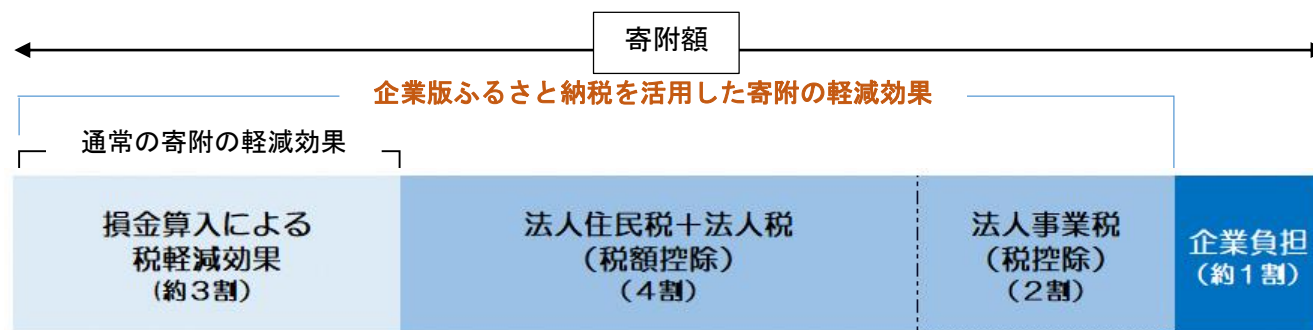 寄附額
企業版ふるさと納税を活用した寄附の軽減効果
通常の寄附の軽減効果
損金算入による
税軽減効果
(約3割)
法人住民税＋法人税
（税額控除）
（4割）
法人事業税
（税控除）
（2割）
企業負担
（約1割）